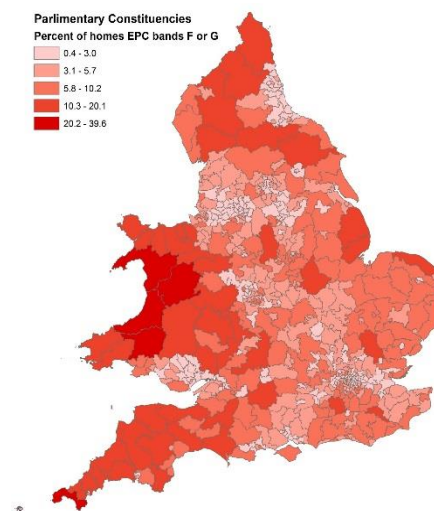 Parlimentary Constituencies
Percent of homes EPC bands F or G
0.4 - 3.0
3.1 - 5.7
5.8 - 10.2
10.3 - 20.1
20.2 - 39.6